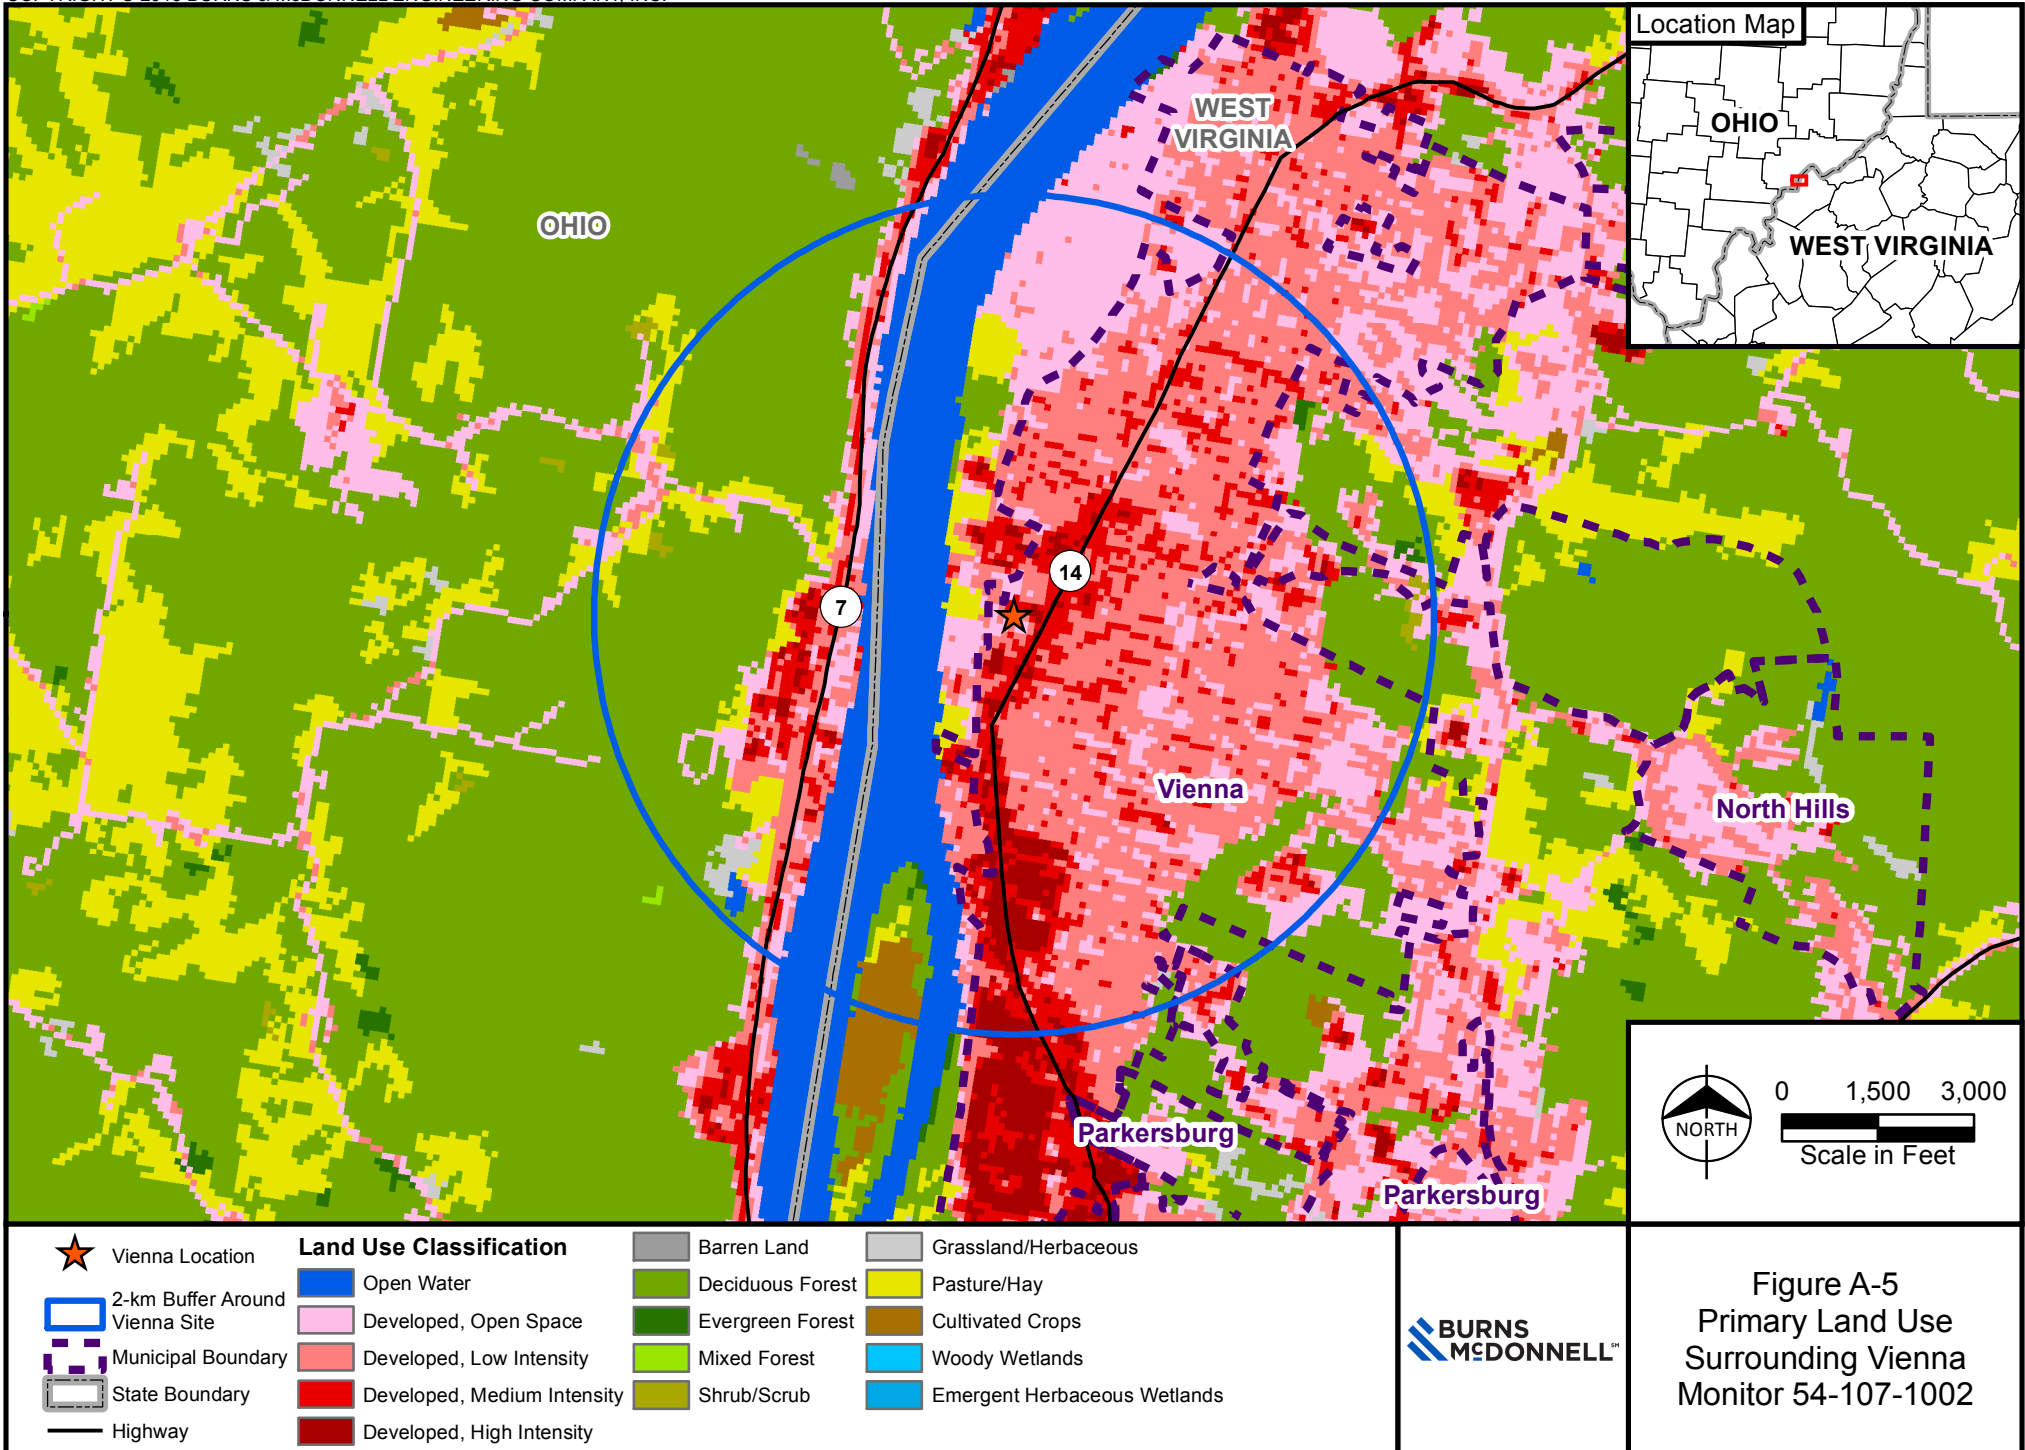 Location Map
OHIO
WEST VIRGINIA
WEST
VIRGINIA
OHIO
14
7
Vienna
North Hills
Parkersburg
Parkersburg
NORTH
0 1,500 3,000
Scale in Feet
Vienna Location
2-km Buffer Around
Vienna Site
Municipal Boundary
State Boundary
Highway
Land Use Classification
Open Water
Developed, Open Space
Developed, Low Intensity
Developed, Medium Intensity
Developed, High Intensity
Barren Land
Deciduous Forest
Evergreen Forest
Mixed Forest
Shrub/Scrub
Grassland/Herbaceous
Pasture/Hay
Cultivated Crops
Woody Wetlands
Emergent Herbaceous Wetlands
BURNS
McDONNELL SM
Figure A-5
Primary Land Use
Surrounding Vienna
Monitor 54-107-1002